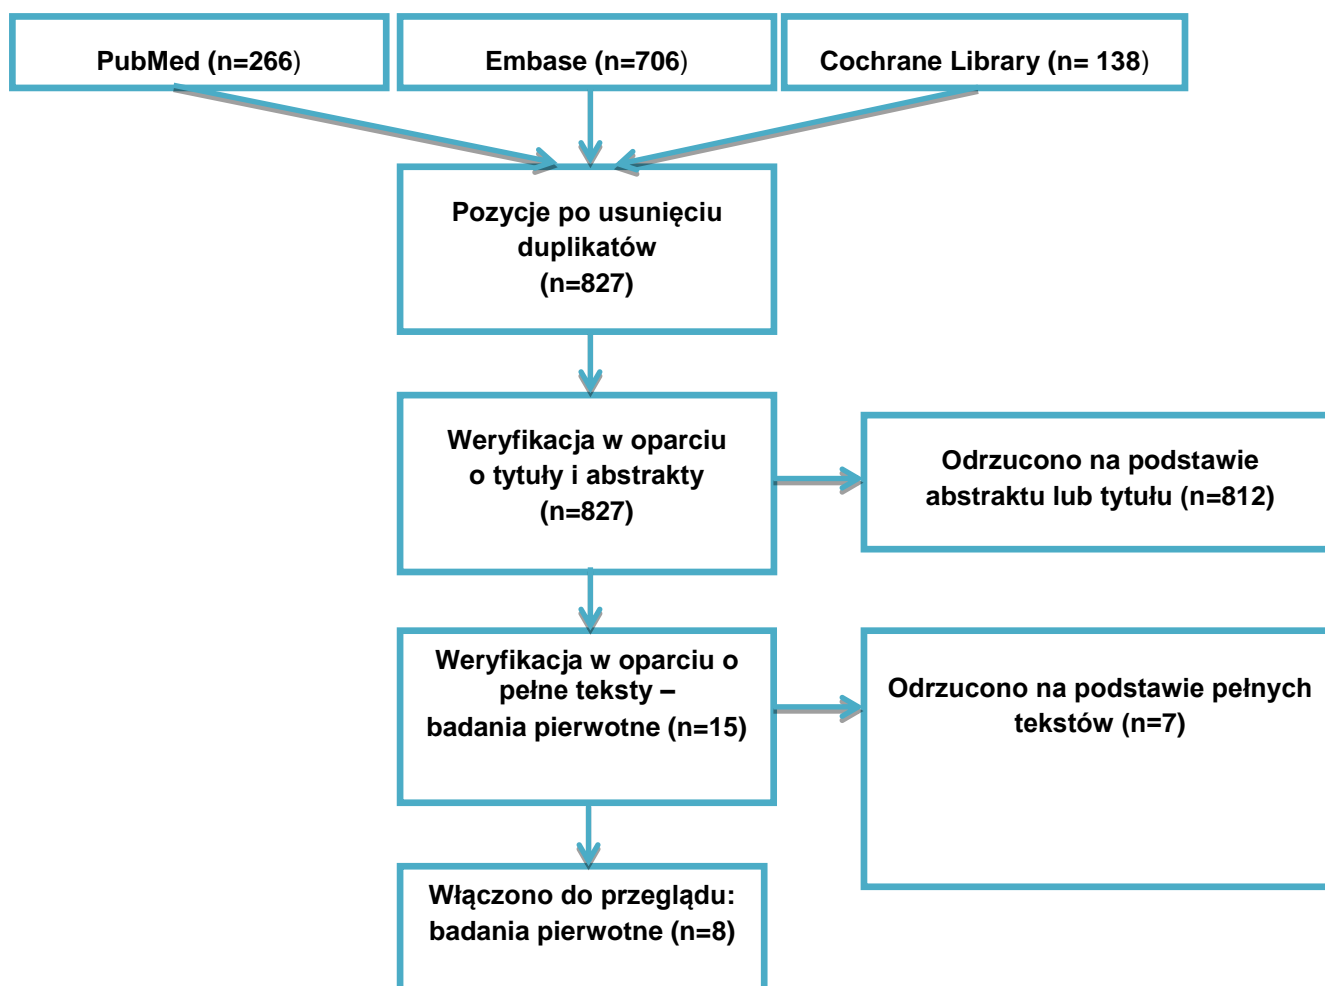 PubMed (n=266)
Embase (n=706)
Cochrane Library (n= 138)
Pozycje po usunięciu
duplikatów
(n=827)
Weryfikacja w oparciu
o tytuły i abstrakty
(n=827)
Odrzucono na podstawie
abstraktu lub tytułu (n=812)
Weryfikacja w oparciu o
pełne teksty –
badania pierwotne (n=15)
Odrzucono na podstawie pełnych
tekstów (n=7)
Włączono do przeglądu:
badania pierwotne (n=8)